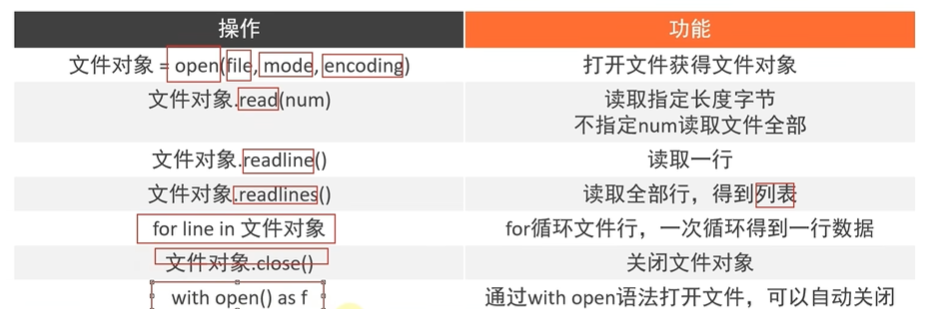 操作 功能
文件对象 = open(file, mode, encoding) 打开文件获得文件对象
文件对象.read(num) 读取指定长度字节
不指定num读取文件全部
文件对象.readline() 读取一行
文件对象.readlines() 读取全部行，得到列表
for line in 文件对象 for循环文件行，一次循环得到一行数据
文件对象.close() 关闭文件对象
with open() as f 通过with open语法打开文件，可以自动关闭